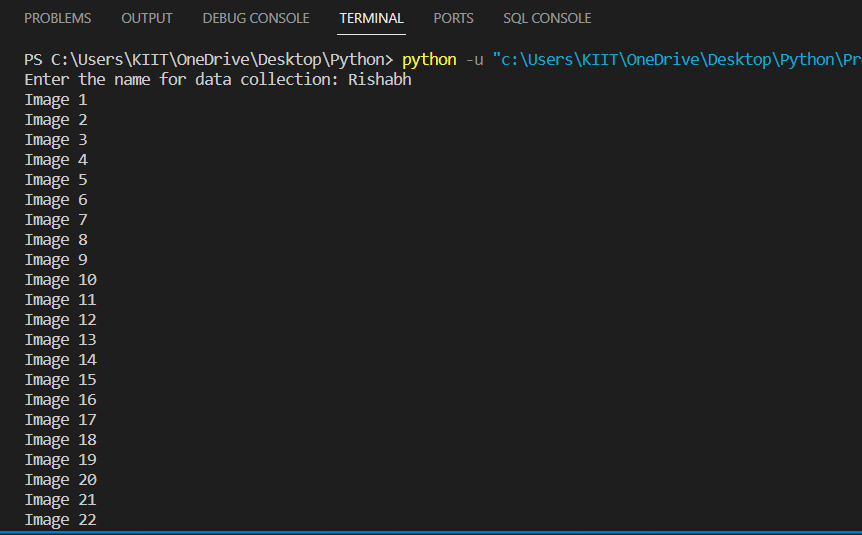 PROBLEMS OUTPUT DEBUG CONSOLE TERMINAL PORTS SQL CONSOLE
PS C:\Users\KIIT\OneDrive\Desktop\Python> python -u "c:\Users\KIIT\OneDrive\Desktop\Python\Pr
Enter the name for data collection: Rishabh
Image 1
Image 2
Image 3
Image 4
Image 5
Image 6
Image 7
Image 8
Image 9
Image 10
Image 11
Image 12
Image 13
Image 14
Image 15
Image 16
Image 17
Image 18
Image 19
Image 20
Image 21
Image 22